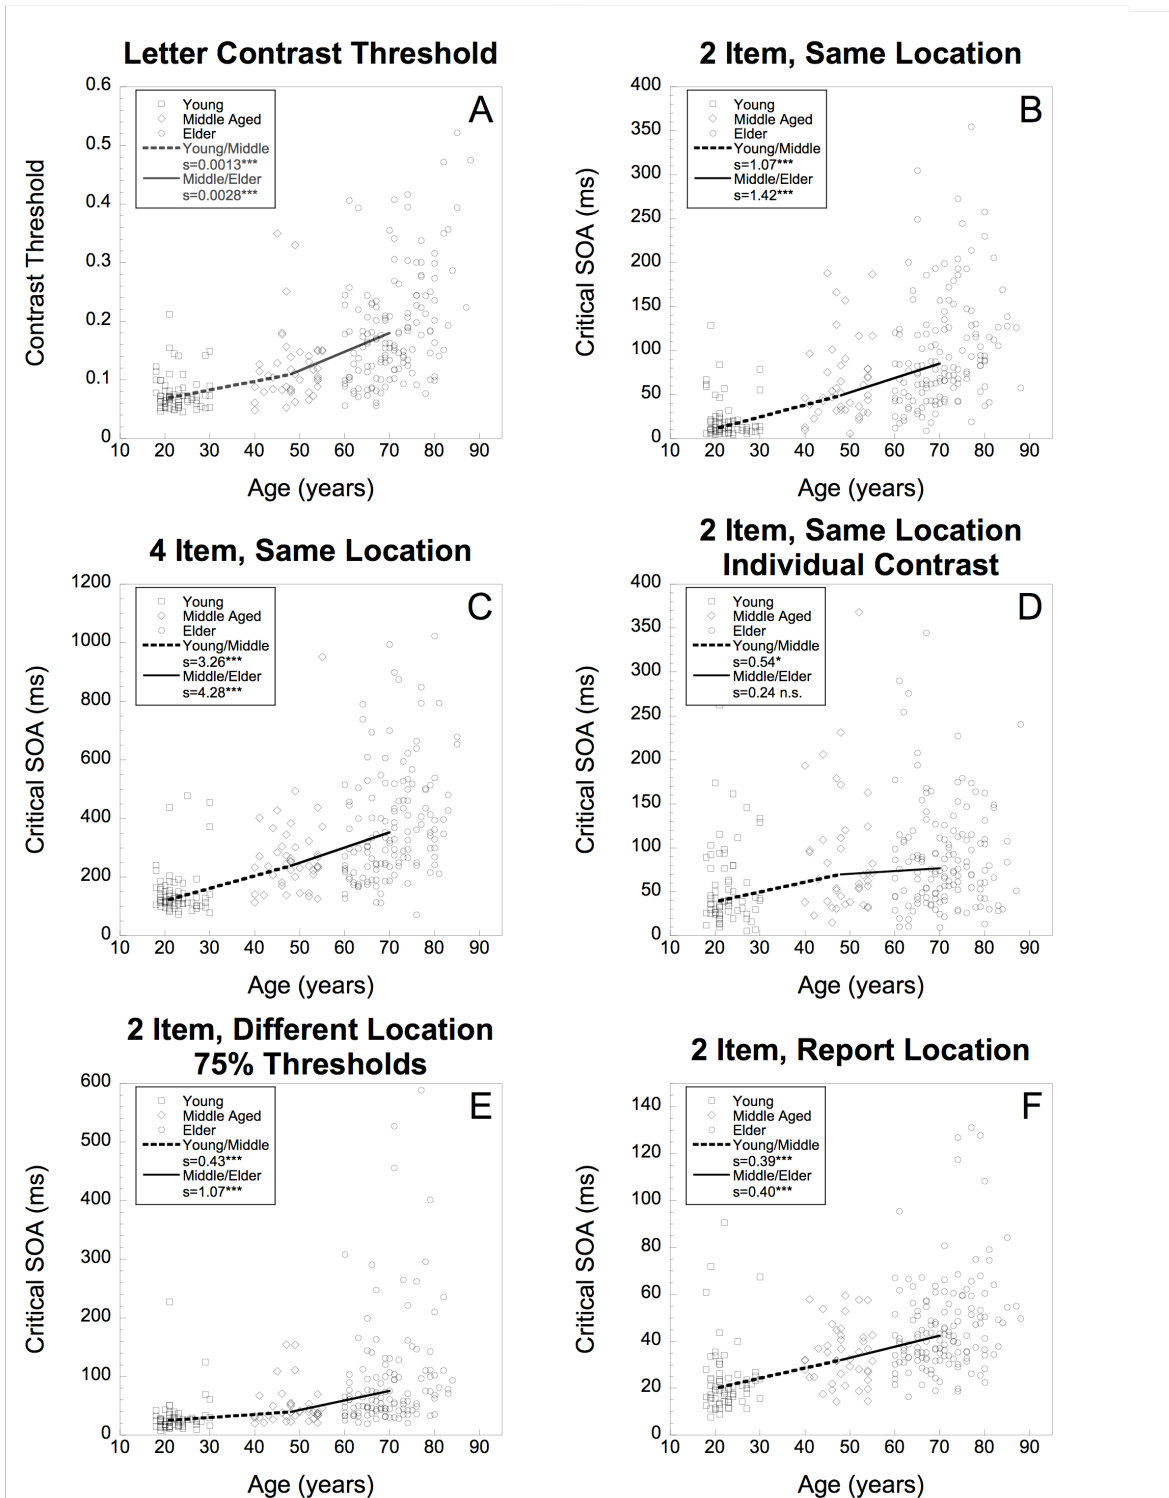 Letter Contrast Threshold
A
Young
Middle Aged
Elder
Young/Middle
s=0.0013***
Middle/Elder
s=0.0028***
0.6
0.5
0.4
0.3
0.2
0.1
0
Contrast Threshold
10 20 30 40 50 60 70 80 90
Age (years)
2 Item, Same Location
B
Young
Middle Aged
Elder
Young/Middle
s=1.07***
Middle/Elder
s=1.42***
400
350
300
250
200
150
100
50
0
Critical SOA (ms)
10 20 30 40 50 60 70 80 90
Age (years)
4 Item, Same Location
C
Young
Middle Aged
Elder
Young/Middle
s=3.26***
Middle/Elder
s=4.28***
1200
1000
800
600
400
200
0
Critical SOA (ms)
10 20 30 40 50 60 70 80 90
Age (years)
2 Item, Same Location
Individual Contrast
D
Young
Middle Aged
Elder
Young/Middle
s=0.54*
Middle/Elder
s=0.24 n.s.
400
350
300
250
200
150
100
50
0
Critical SOA (ms)
10 20 30 40 50 60 70 80 90
Age (years)
2 Item, Different Location
75% Thresholds
E
Young
Middle Aged
Elder
Young/Middle
s=0.43***
Middle/Elder
s=1.07***
600
500
400
300
200
100
0
Critical SOA (ms)
10 20 30 40 50 60 70 80 90
Age (years)
2 Item, Report Location
F
Young
Middle Aged
Elder
Young/Middle
s=0.39***
Middle/Elder
s=0.40***
140
120
100
80
60
40
20
0
Critical SOA (ms)
10 20 30 40 50 60 70 80 90
Age (years)